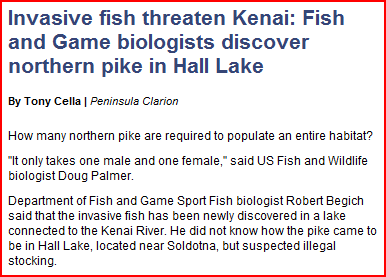 Invasive fish threaten Kenai: Fish
and Game biologists discover
northern pike in Hall Lake
By Tony Cella | Peninsula Clarion
How many northern pike are required to populate an entire habitat?
"It only takes one male and one female," said US Fish and Wildlife
biologist Doug Palmer.
Department of Fish and Game Sport Fish biologist Robert Begich
said that the invasive fish has been newly discovered in a lake
connected to the Kenai River. He did not know how the pike came to
be in Hall Lake, located near Soldotna, but suspected illegal
stocking.